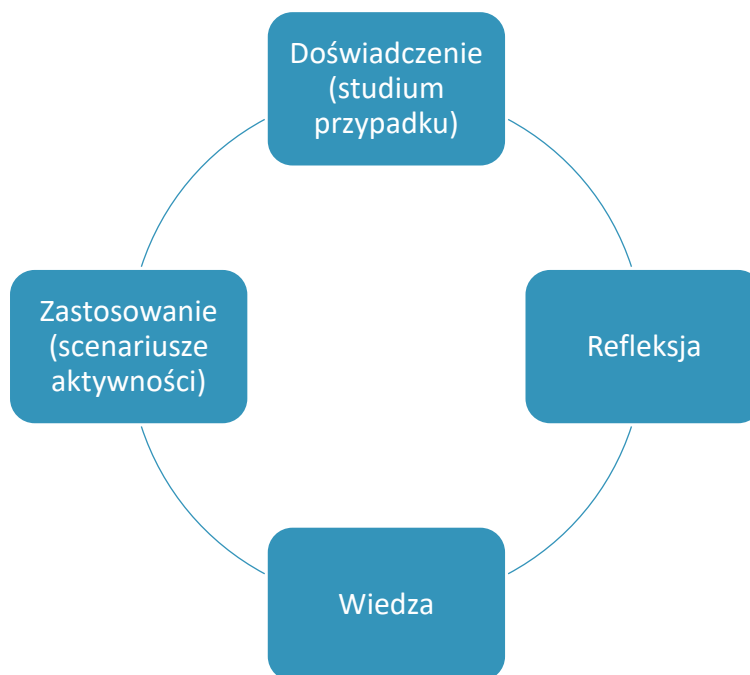 Doświadczenie
(studium
przypadku)
Refleksja
Wiedza
Zastosowanie
(scenariusze
aktywności)